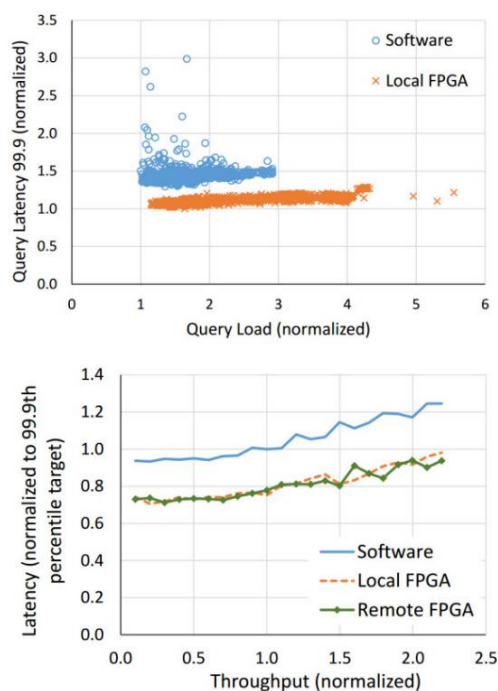 3.5
3.0
2.5
2.0
1.5
1.0
0.5
0.0
Query Latency 99.9 (normalized)
Software
Local FPGA
0 1 2 3 4 5 6
Query Load (normalized)
1.4
1.2
1.0
0.8
0.6
0.4
0.2
0.0
Latency (normalized to 99.9th
percentile target)
Software
Local FPGA
Remote FPGA
0.0 0.5 1.0 1.5 2.0 2.5
Throughput (normalized)